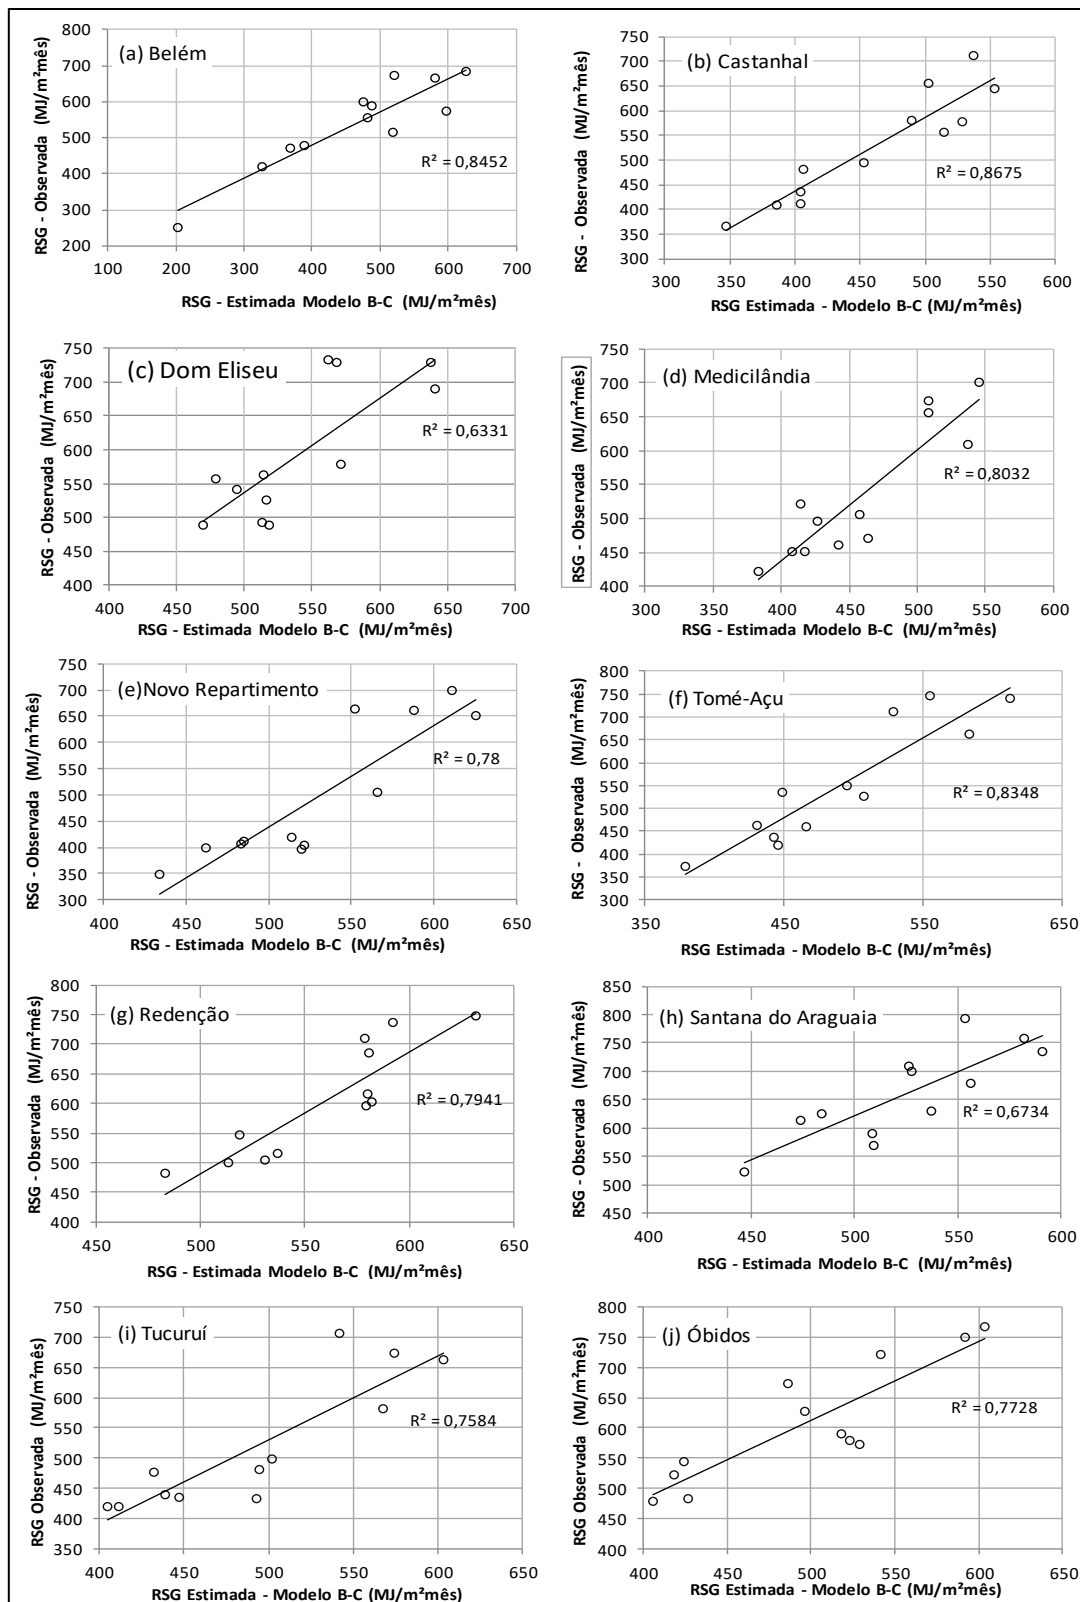 (a) Belém
RSG - Observada (MJ/m²mês)
800
700
600
500
400
300
200
R² = 0,8452
100 200 300 400 500 600 700
RSG - Estimada Modelo B-C (MJ/m²mês)
(b) Castanhal
RSG - Observada (MJ/m²mês)
750
700
650
600
550
500
450
400
350
300
R² = 0,8675
300 350 400 450 500 550 600
RSG Estimada - Modelo B-C (MJ/m²mês)
(c) Dom Eliseu
RSG - Observada (MJ/m²mês)
750
700
650
600
550
500
450
400
R² = 0,6331
400 450 500 550 600 650 700
RSG - Estimada Modelo B-C (MJ/m²mês)
(d) Medicilândia
RSG - Observada (MJ/m²mês)
750
700
650
600
550
500
450
400
R² = 0,8032
300 350 400 450 500 550 600
RSG - Estimada Modelo B-C (MJ/m²mês)
(e)Novo Repartimento
RSG - Observada (MJ/m²mês)
750
700
650
600
550
500
450
400
350
300
R² = 0,78
400 450 500 550 600 650
RSG - Estimada Modelo B-C (MJ/m²mês)
(f) Tomé-Açu
RSG - Observada (MJ/m²mês)
800
750
700
650
600
550
500
450
400
350
300
R² = 0,8348
350 450 550 650
RSG Estimada - Modelo B-C (MJ/m²mês)
(g) Redenção
RSG - Observada (MJ/m²mês)
800
750
700
650
600
550
500
450
400
R² = 0,7941
450 500 550 600 650
RSG - Estimada Modelo B-C (MJ/m²mês)
(h) Santana do Araguaia
RSG - Observada (MJ/m²mês)
850
800
750
700
650
600
550
500
450
R² = 0,6734
400 450 500 550 600
RSG - Estimada Modelo B-C (MJ/m²mês)
(i) Tucuruí
RSG Observada (MJ/m²mês)
750
700
650
600
550
500
450
400
350
R² = 0,7584
400 450 500 550 600 650
RSG Estimada - Modelo B-C (MJ/m²mês)
(j) Óbidos
RSG Observada (MJ/m²mês)
800
750
700
650
600
550
500
450
400
R² = 0,7728
400 450 500 550 600 650
RSG Estimada - Modelo B-C (MJ/m²mês)